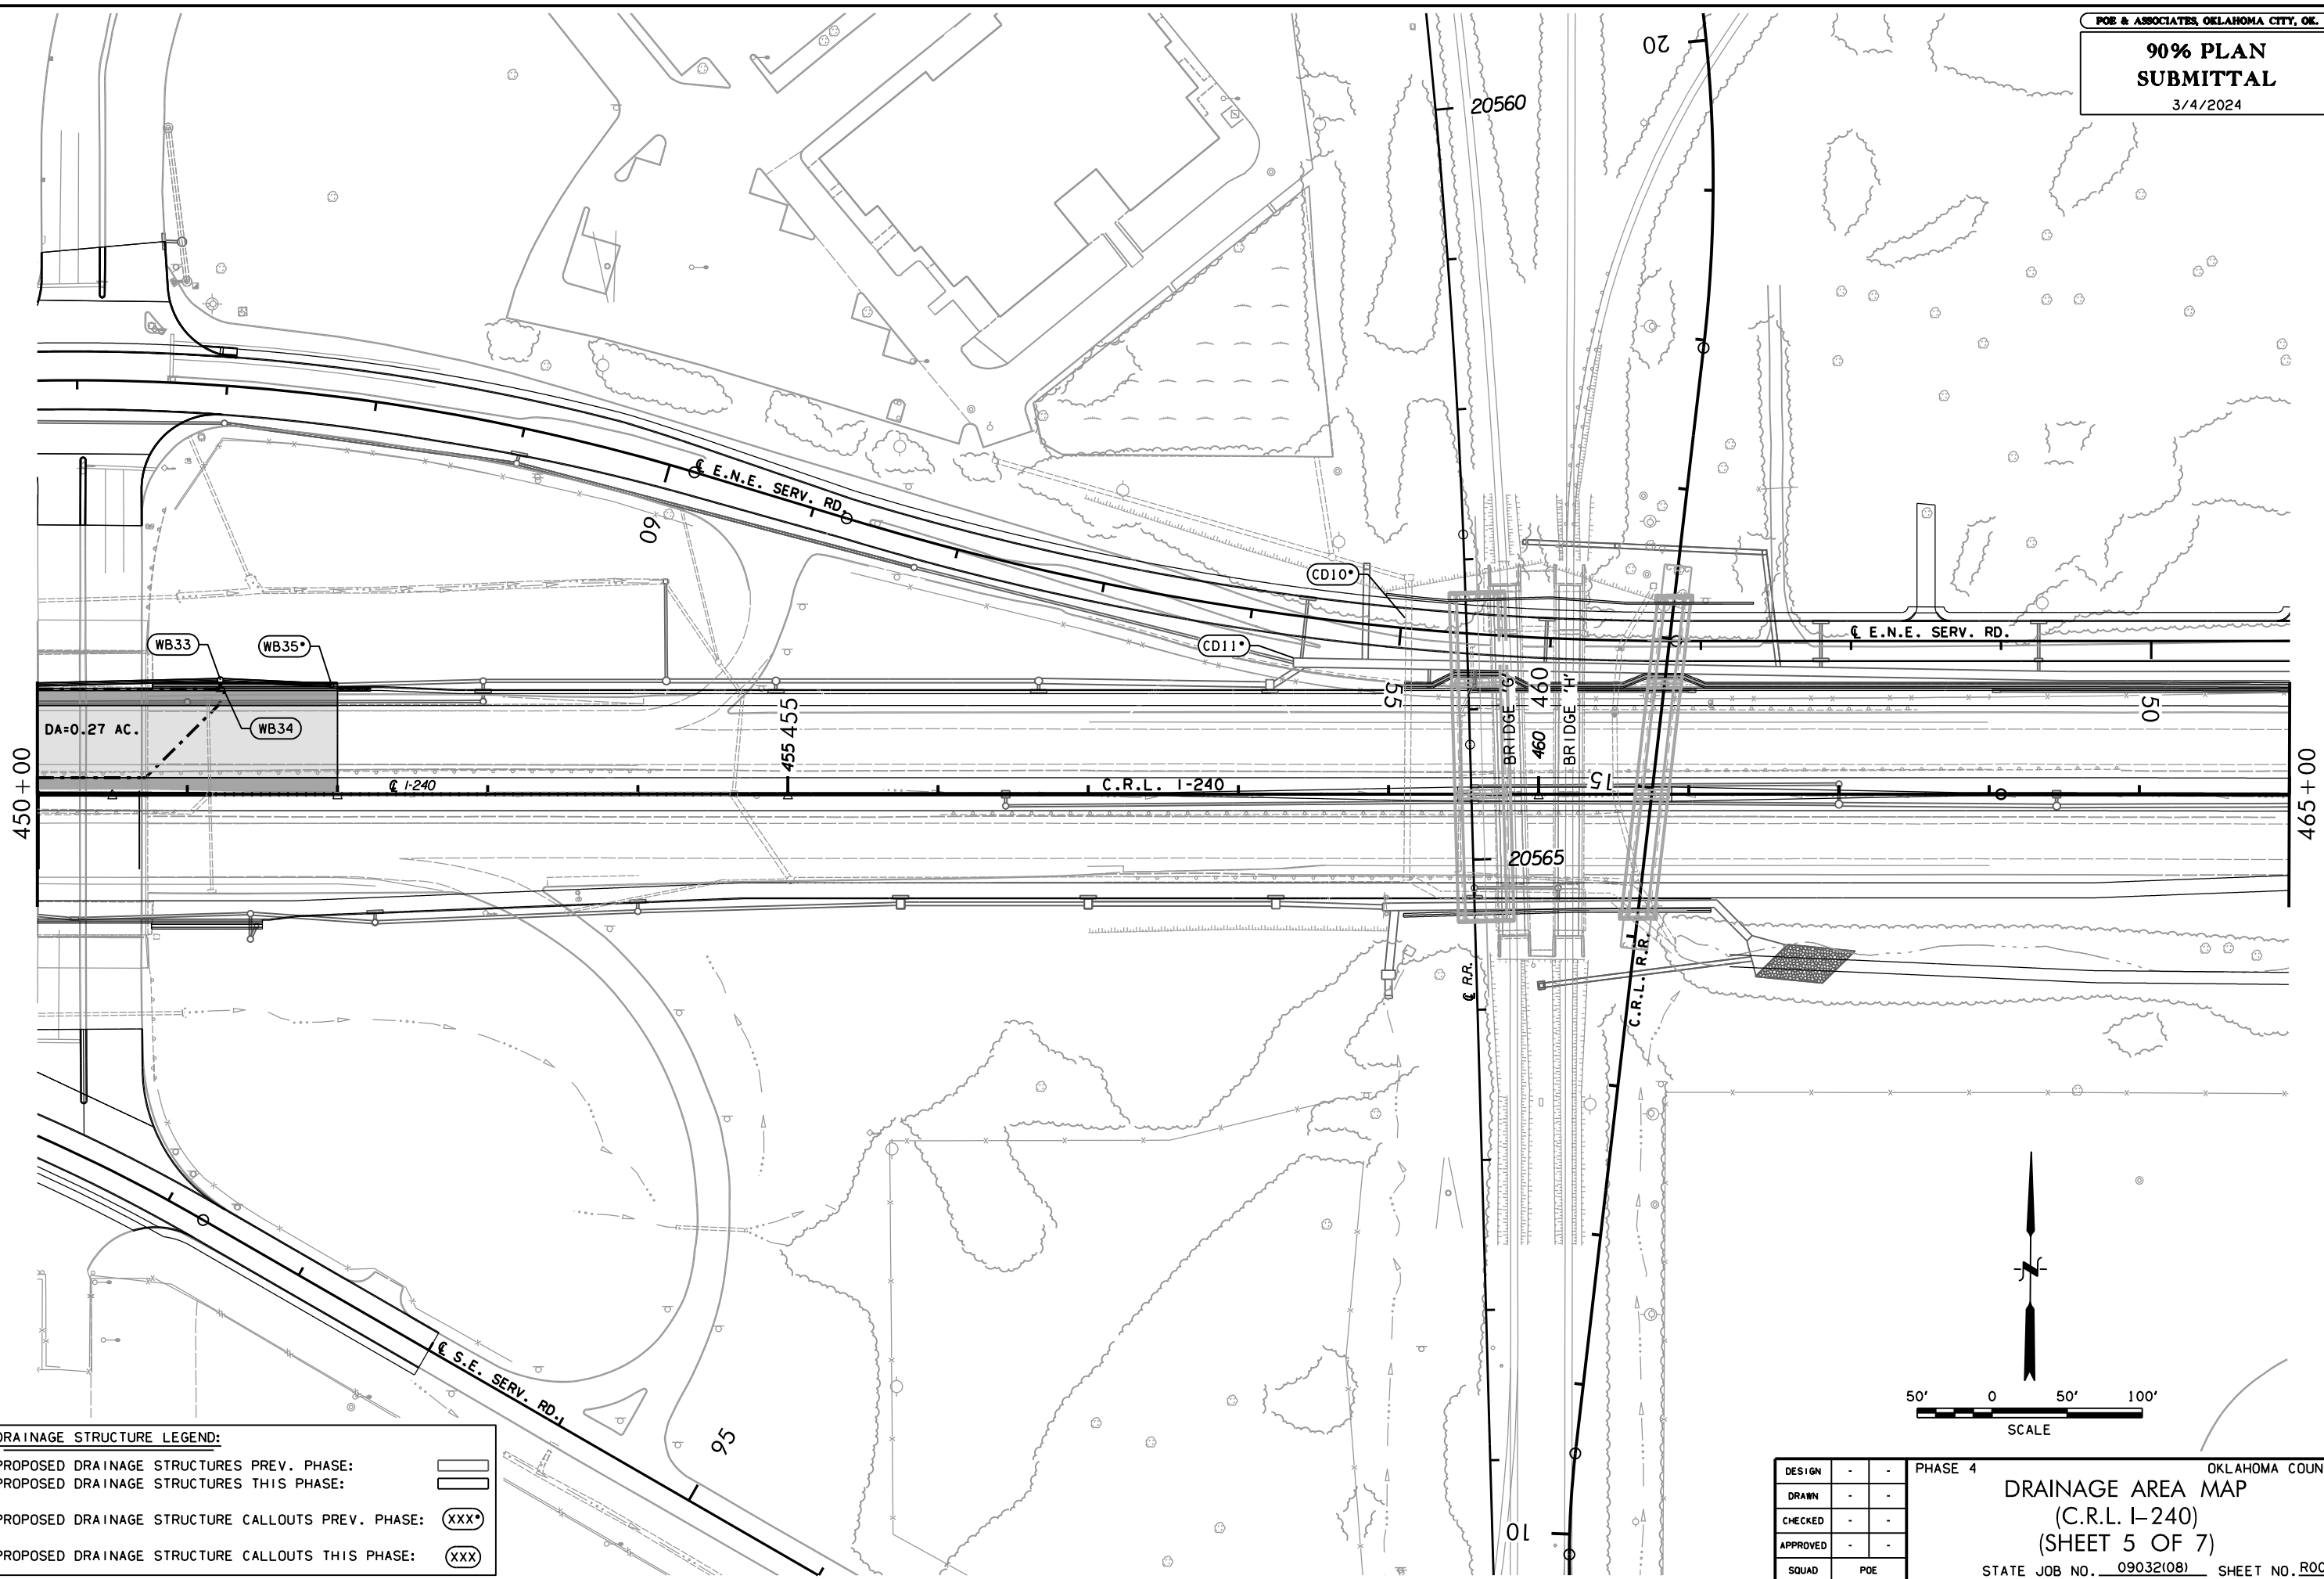 POE & ASSOCIATES, OKLAHOMA CITY, OK.
90% PLAN
SUBMITTAL
3/4/2024
20
20560
℄ E.N.E. SERV. RD.
60
CD10*
CD11*
℄ E.N.E. SERV. RD.
WB33
WB35*
WB34
DA=0.27 AC.
455
455
55
BRIDGE 'G'
460
460
BRIDGE 'H'
50
15
450+00
℄ I-240
C.R.L. I-240
465+00
20565
℄ R.R.
C.R.L. R.R.
℄ S.E. SERV. RD.
95
10
50' 0 50' 100'
SCALE
DRAINAGE STRUCTURE LEGEND:
PROPOSED DRAINAGE STRUCTURES PREV. PHASE:
PROPOSED DRAINAGE STRUCTURES THIS PHASE:
PROPOSED DRAINAGE STRUCTURE CALLOUTS PREV. PHASE: XXX*
PROPOSED DRAINAGE STRUCTURE CALLOUTS THIS PHASE: XXX
DESIGN - -
DRAWN - -
CHECKED - -
APPROVED - -
SQUAD POE
PHASE 4 OKLAHOMA COUN
DRAINAGE AREA MAP
(C.R.L. I-240)
(SHEET 5 OF 7)
STATE JOB NO. 09032(08) SHEET NO.